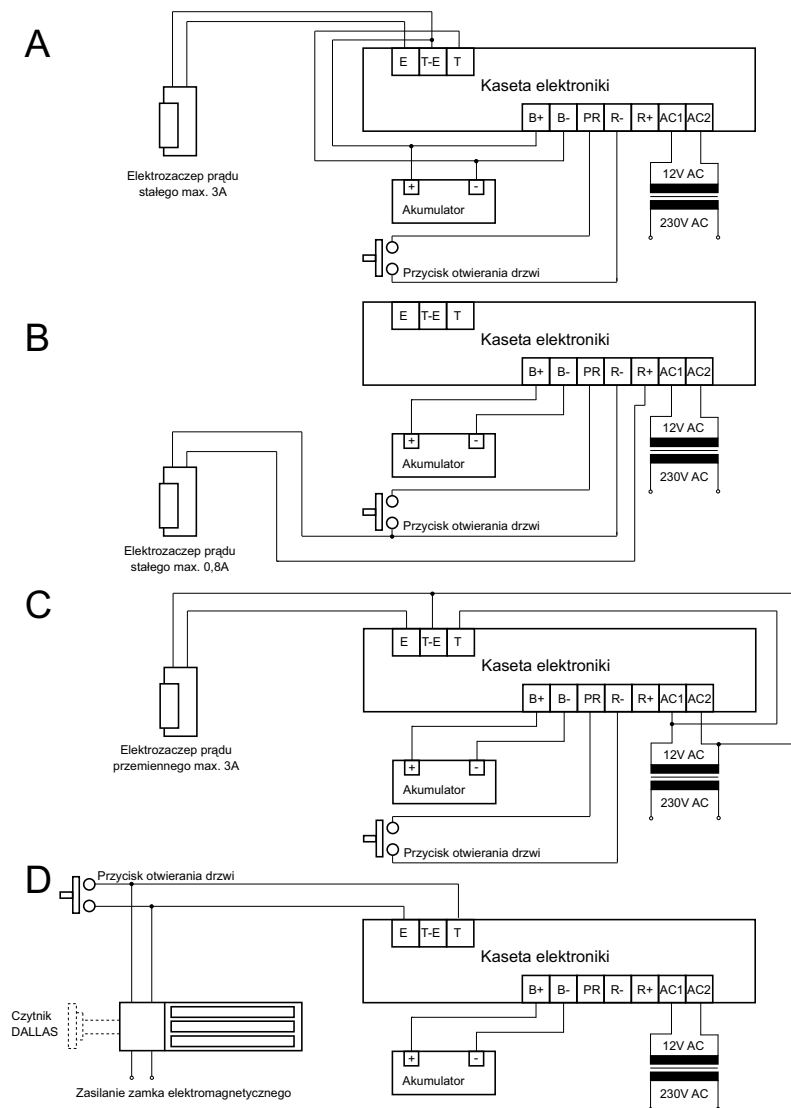 A
E T-E T
Kaseta elektroniki
B+ B- PR R- R+ AC1 AC2
Elektrozaczep prądu
stałego max. 3A
+ -
Akumulator
12V AC
230V AC
Przycisk otwierania drzwi
B
E T-E T
Kaseta elektroniki
B+ B- PR R- R+ AC1 AC2
+ -
Akumulator
12V AC
230V AC
Przycisk otwierania drzwi
Elektrozaczep prądu
stałego max. 0,8A
C
E T-E T
Kaseta elektroniki
B+ B- PR R- R+ AC1 AC2
Elektrozaczep prądu
przemiennego max. 3A
+ -
Akumulator
12V AC
230V AC
Przycisk otwierania drzwi
D
Przycisk otwierania drzwi
E T-E T
Kaseta elektroniki
B+ B- PR R- R+ AC1 AC2
Czytnik
DALLAS
+ -
Akumulator
12V AC
230V AC
Zasilanie zamka elektromagnetycznego